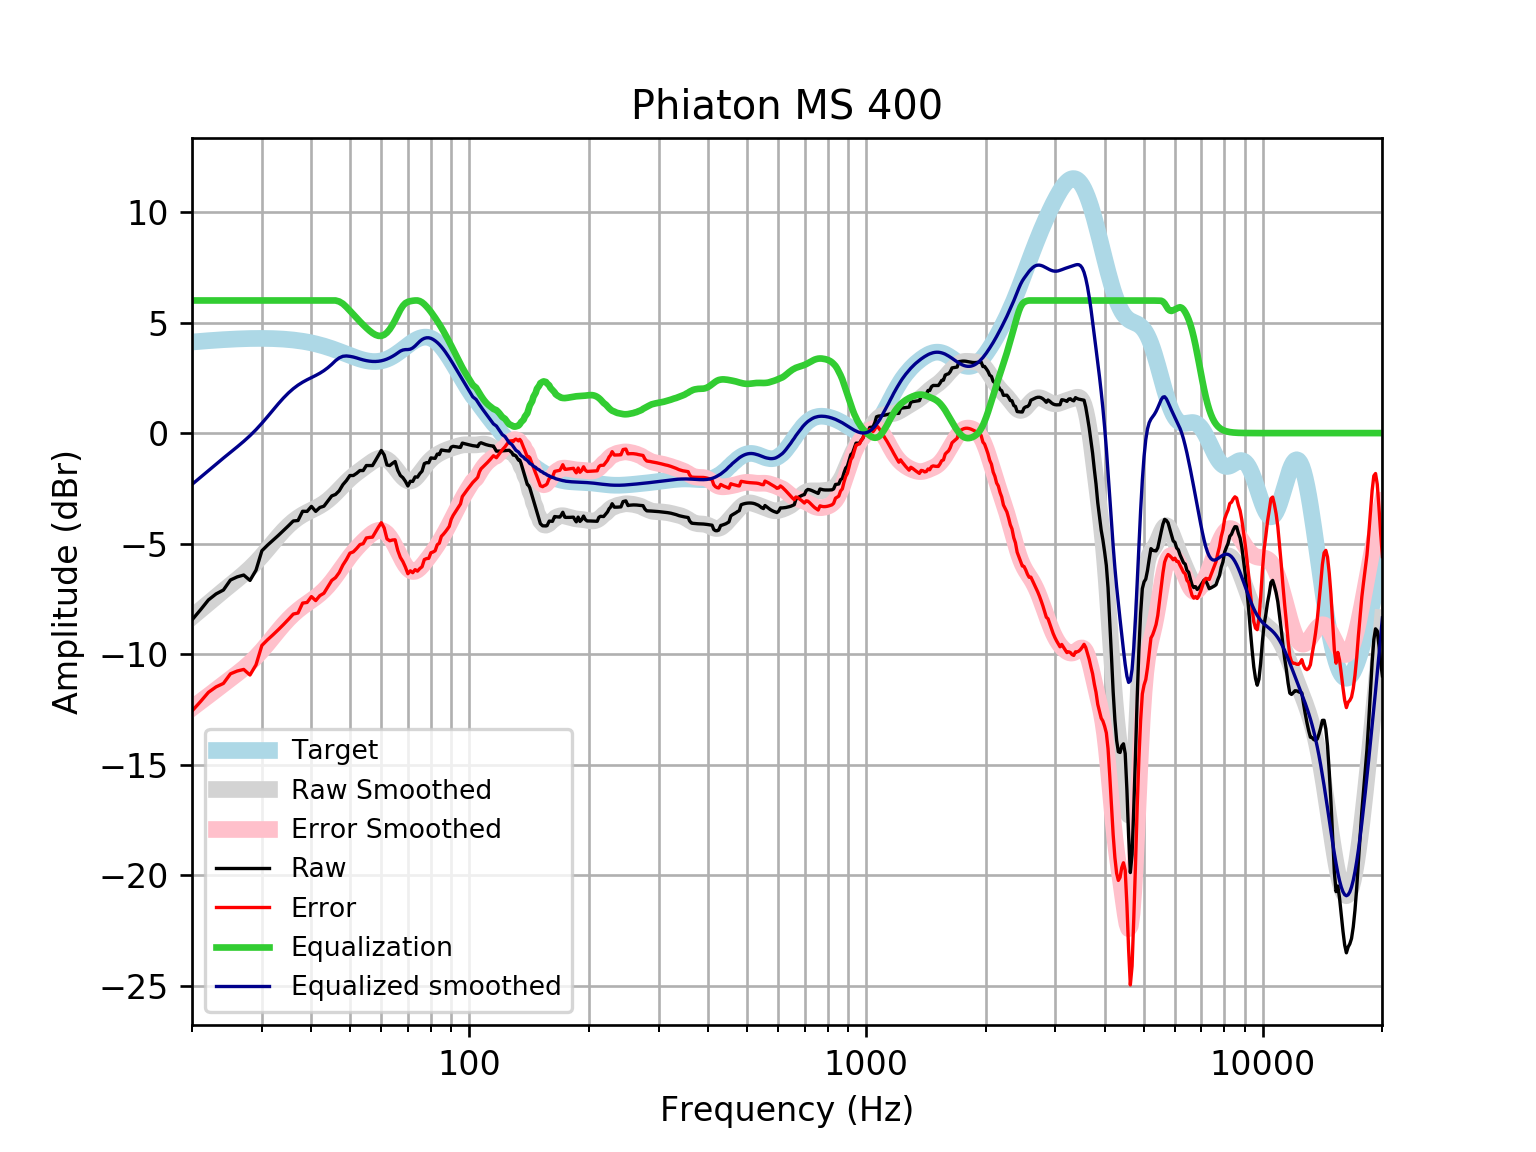 Phiaton MS 400
Amplitude (dBr)
10
5
0
−5
−10
−15
−20
−25
Target
Raw Smoothed
Error Smoothed
Raw
Error
Equalization
Equalized smoothed
100
1000
10000
Frequency (Hz)